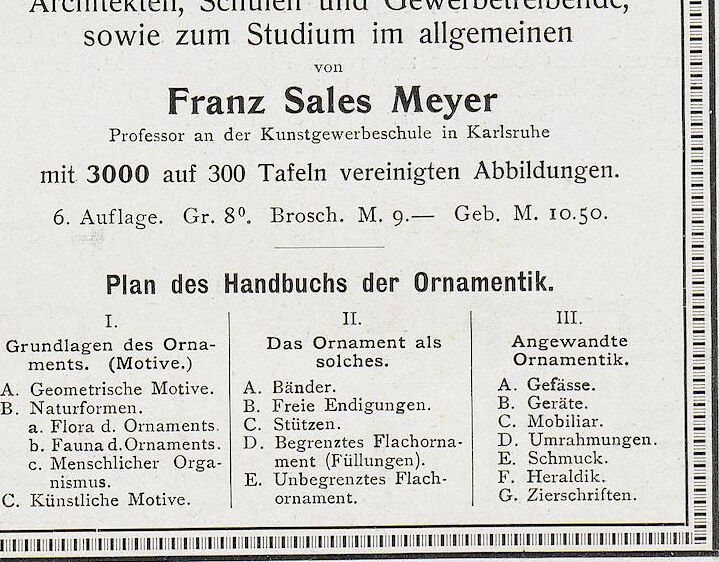 Architekten, Schulen und Gewerbetreibende,
sowie zum Studium im allgemeinen
von
Franz Sales Meyer
Professor an der Kunstgewerbeschule in Karlsruhe
mit 3000 auf 300 Tafeln vereinigten Abbildungen.
6. Auflage. Gr. 8⁰. Brosch. M. 9.— Geb. M. 10.50.
Plan des Handbuchs der Ornamentik.
I.
Grundlagen des Orna-
ments. (Motive.)
A. Geometrische Motive.
B. Naturformen.
a. Flora d. Ornaments.
b. Fauna d. Ornaments.
c. Menschlicher Orga-
nismus.
C. Künstliche Motive.
II.
Das Ornament als
solches.
A. Bänder.
B. Freie Endigungen.
C. Stützen.
D. Begrenztes Flachorna-
ment (Füllungen).
E. Unbegrenztes Flach-
ornament.
III.
Angewandte
Ornamentik.
A. Gefässe.
B. Geräte.
C. Mobiliar.
D. Umrahmungen.
E. Schmuck.
F. Heraldik.
G. Zierschriften.